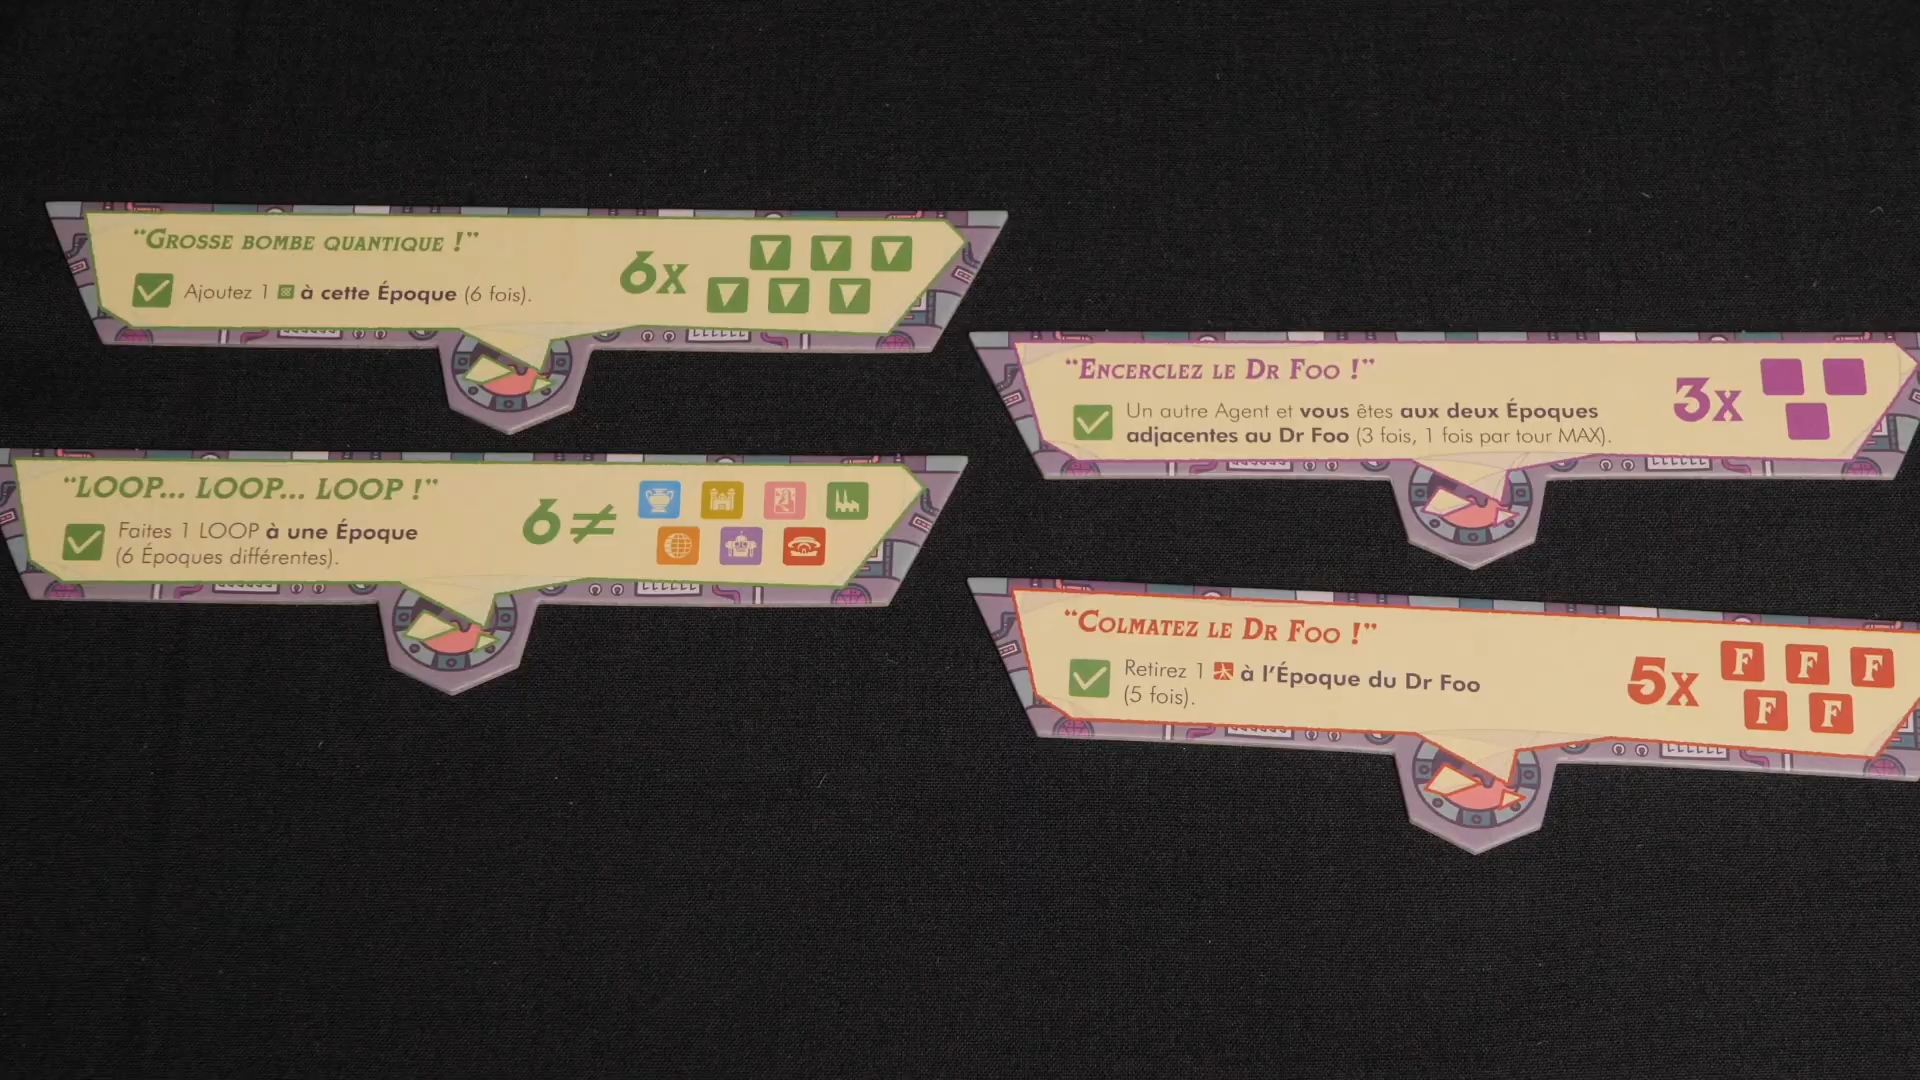 “GROSSE BOMBE QUANTIQUE !”
Ajoutez 1 à cette Époque (6 fois).
6x
“LOOP... LOOP... LOOP !”
Faites 1 LOOP à une Époque
(6 Époques différentes).
6≠
“ENCERCLEZ LE DR FOO !”
Un autre Agent et vous êtes aux deux Époques
adjacentes au Dr Foo (3 fois, 1 fois par tour MAX).
3x
“COLMATEZ LE DR FOO !”
Retirez 1 à l’Époque du Dr Foo
(5 fois).
5x
F F F
F F